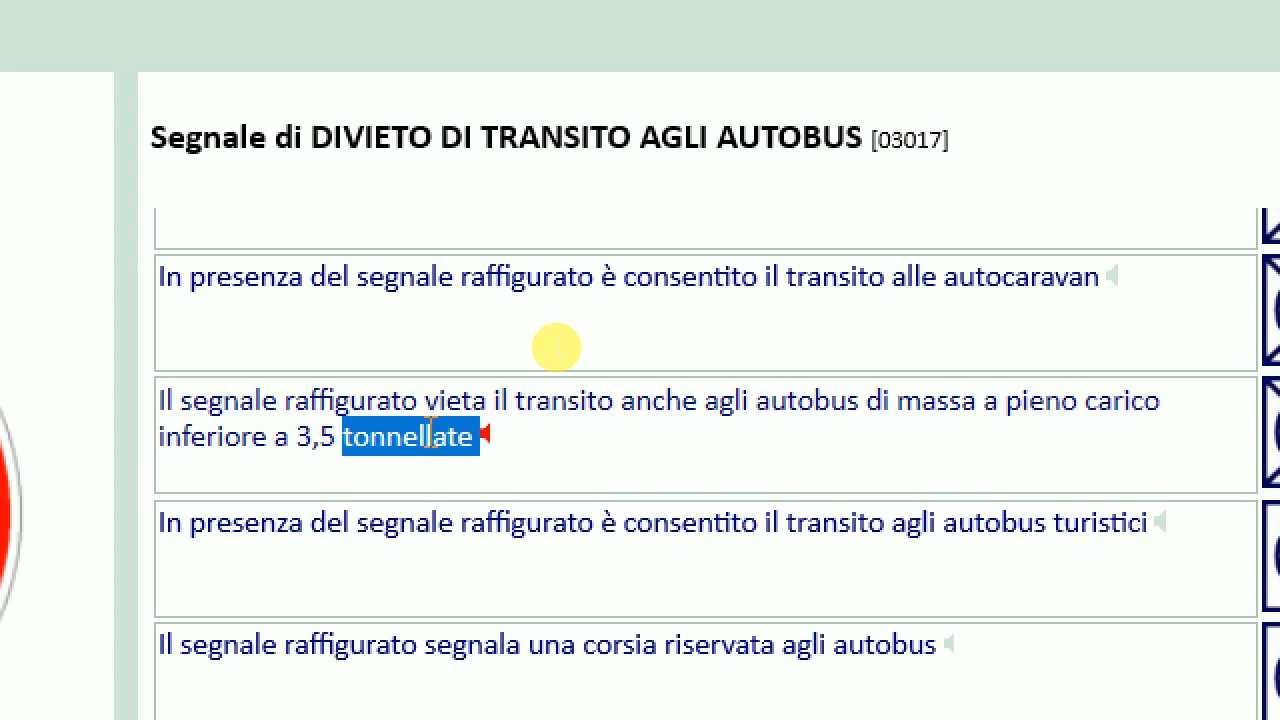 Segnale di DIVIETO DI TRANSITO AGLI AUTOBUS [03017]
In presenza del segnale raffigurato è consentito il transito alle autocaravan
Il segnale raffigurato vieta il transito anche agli autobus di massa a pieno carico
inferiore a 3,5 tonnellate
In presenza del segnale raffigurato è consentito il transito agli autobus turistici
Il segnale raffigurato segnala una corsia riservata agli autobus